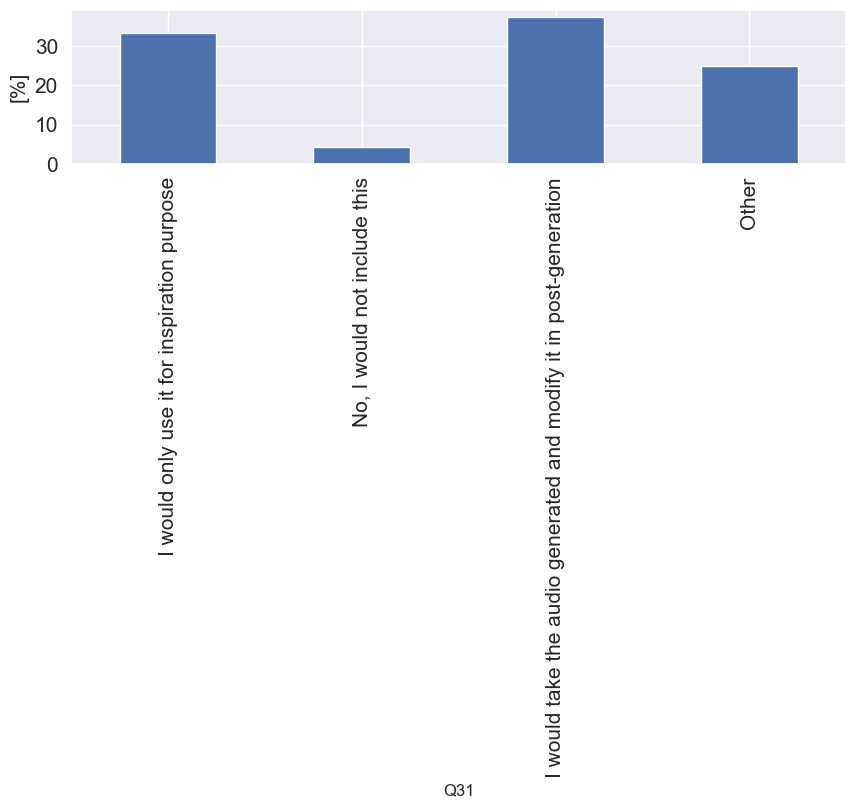 [%]
30
20
10
0
I would only use it for inspiration purpose
No, I would not include this
I would take the audio generated and modify it in post-generation
Other
Q31